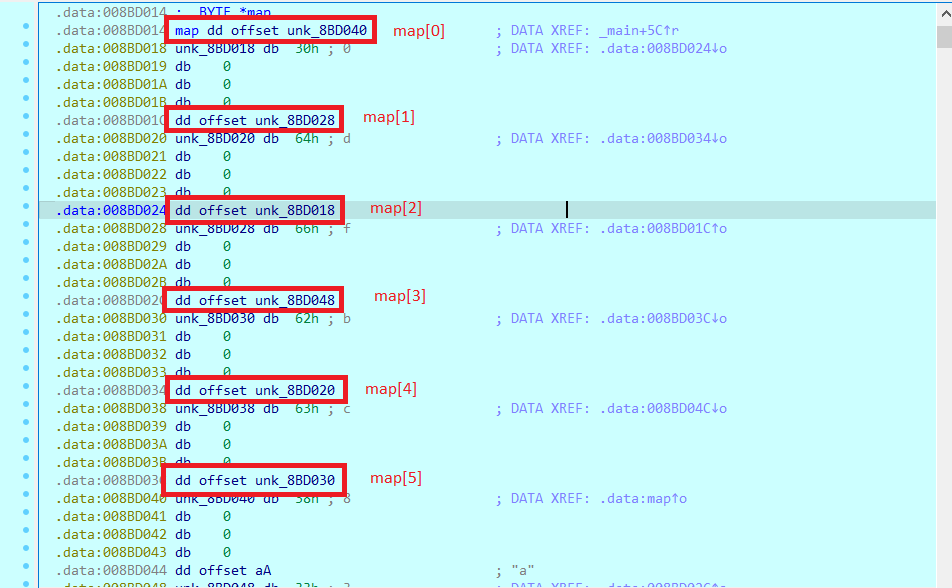 .data:008BD014 ; _BYTE *map
.data:008BD014 map dd offset unk_8BD040 map[0] ; DATA XREF: _main+5C↑r
.data:008BD018 unk_8BD018 db 30h ; 0 ; DATA XREF: .data:008BD024↓o
.data:008BD019 db 0
.data:008BD01A db 0
.data:008BD01B db 0
.data:008BD01C dd offset unk_8BD028 map[1]
.data:008BD020 unk_8BD020 db 64h ; d ; DATA XREF: .data:008BD034↓o
.data:008BD021 db 0
.data:008BD022 db 0
.data:008BD023 db 0
.data:008BD024 dd offset unk_8BD018 map[2]
.data:008BD028 unk_8BD028 db 66h ; f ; DATA XREF: .data:008BD01C↑o
.data:008BD029 db 0
.data:008BD02A db 0
.data:008BD02B db 0
.data:008BD02C dd offset unk_8BD048 map[3]
.data:008BD030 unk_8BD030 db 62h ; b ; DATA XREF: .data:008BD03C↓o
.data:008BD031 db 0
.data:008BD032 db 0
.data:008BD033 db 0
.data:008BD034 dd offset unk_8BD020 map[4]
.data:008BD038 unk_8BD038 db 63h ; c ; DATA XREF: .data:008BD04C↓o
.data:008BD039 db 0
.data:008BD03A db 0
.data:008BD03B db 0
.data:008BD03C dd offset unk_8BD030 map[5]
.data:008BD040 unk_8BD040 db 38h ; 8 ; DATA XREF: .data:map↑o
.data:008BD041 db 0
.data:008BD042 db 0
.data:008BD043 db 0
.data:008BD044 dd offset aA ; "a"
.data:008BD048 unk_8BD048 db 33h ; 3 ; DATA XREF: .data:008BD02C↑o